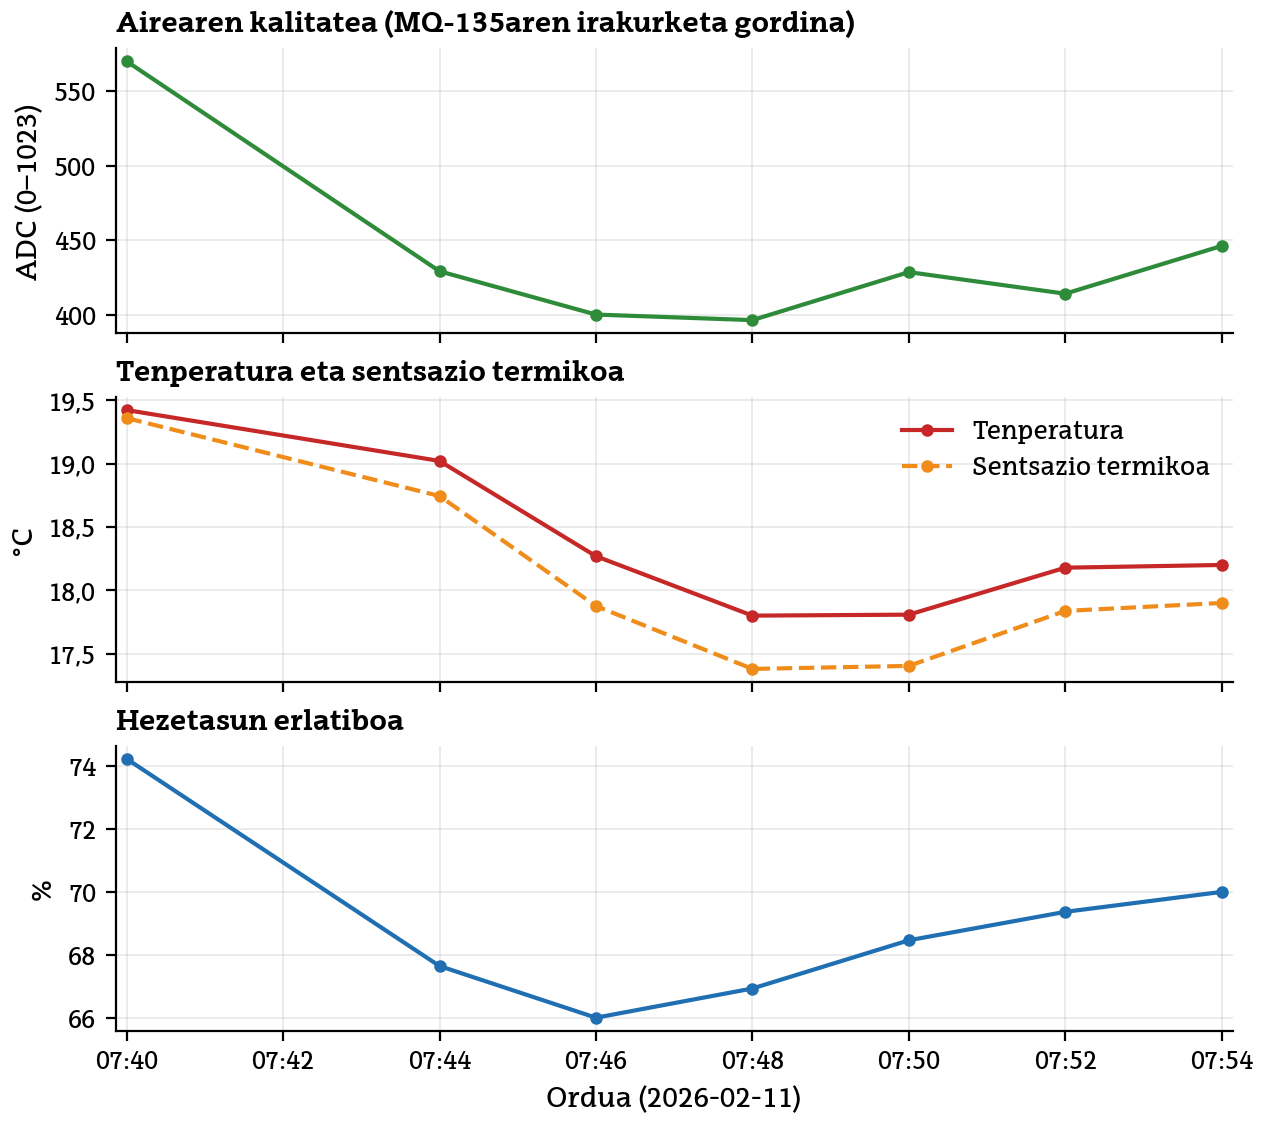 Airearen kalitatea (MQ-135aren irakurketa gordina)
ADC (0–1023)
550
500
450
400
Tenperatura eta sentsazio termikoa
°C
19,5
19,0
18,5
18,0
17,5
Tenperatura
Sentsazio termikoa
Hezetasun erlatiboa
%
74
72
70
68
66
07:40 07:42 07:44 07:46 07:48 07:50 07:52 07:54
Ordua (2026-02-11)